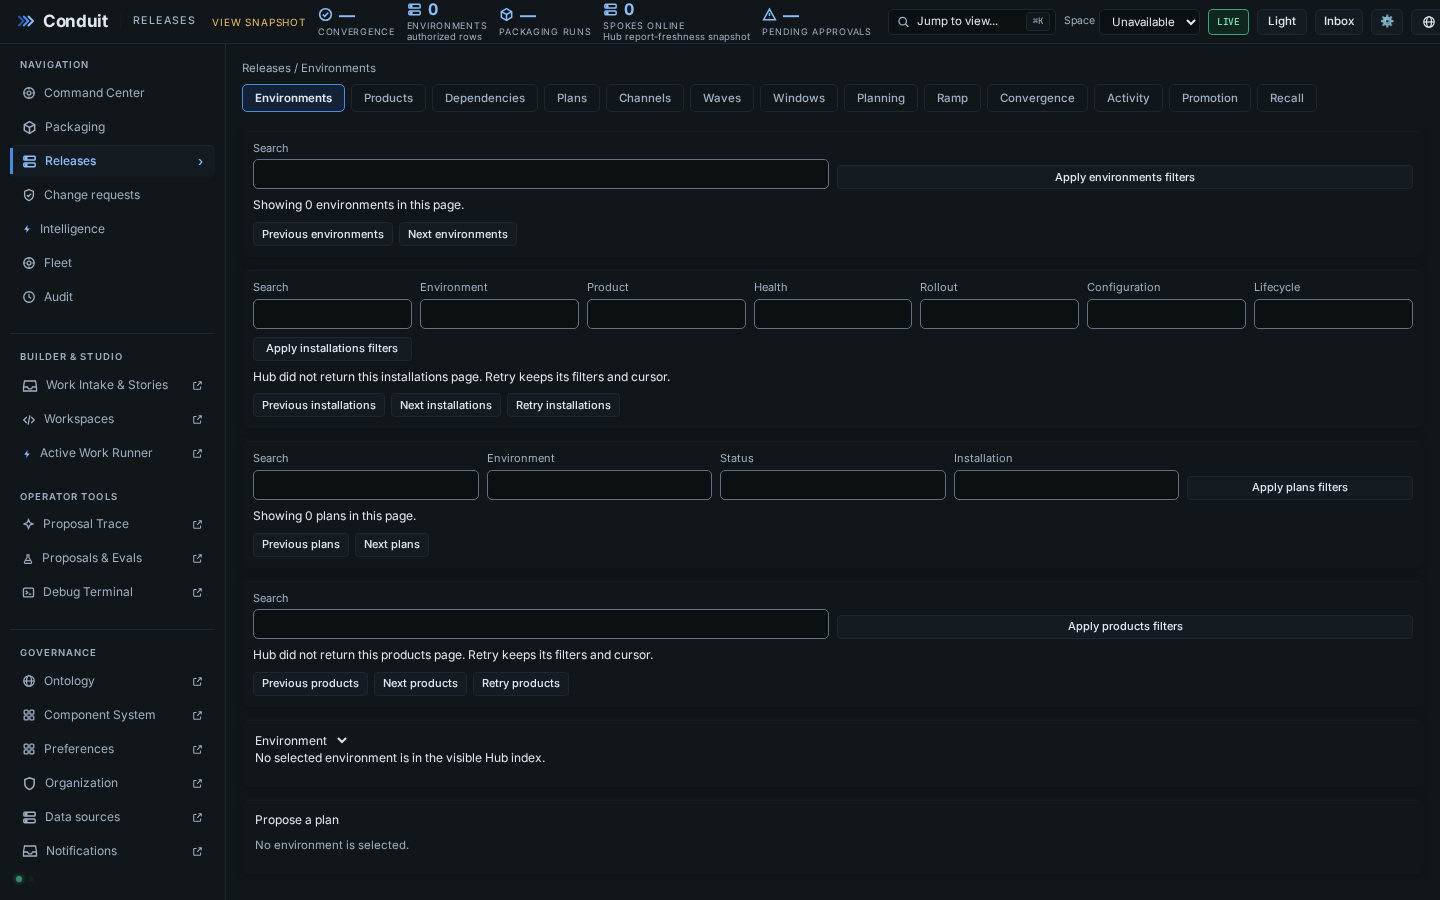 Conduit
RELEASES
VIEW SNAPSHOT
—
CONVERGENCE
0
ENVIRONMENTS
authorized rows
—
PACKAGING RUNS
0
SPOKES ONLINE
Hub report-freshness snapshot
—
PENDING APPROVALS
Jump to view... ⌘K
Space
Unavailable
LIVE
Light
Inbox
NAVIGATION
Command Center
Packaging
Releases
Change requests
Intelligence
Fleet
Audit
BUILDER & STUDIO
Work Intake & Stories
Workspaces
Active Work Runner
OPERATOR TOOLS
Proposal Trace
Proposals & Evals
Debug Terminal
GOVERNANCE
Ontology
Component System
Preferences
Organization
Data sources
Notifications
Releases / Environments
Environments Products Dependencies Plans Channels Waves Windows Planning Ramp Convergence Activity Promotion Recall
Search
Apply environments filters
Showing 0 environments in this page.
Previous environments Next environments
Search Environment Product Health Rollout Configuration Lifecycle
Apply installations filters
Hub did not return this installations page. Retry keeps its filters and cursor.
Previous installations Next installations Retry installations
Search Environment Status Installation
Apply plans filters
Showing 0 plans in this page.
Previous plans Next plans
Search
Apply products filters
Hub did not return this products page. Retry keeps its filters and cursor.
Previous products Next products Retry products
Environment
No selected environment is in the visible Hub index.
Propose a plan
No environment is selected.